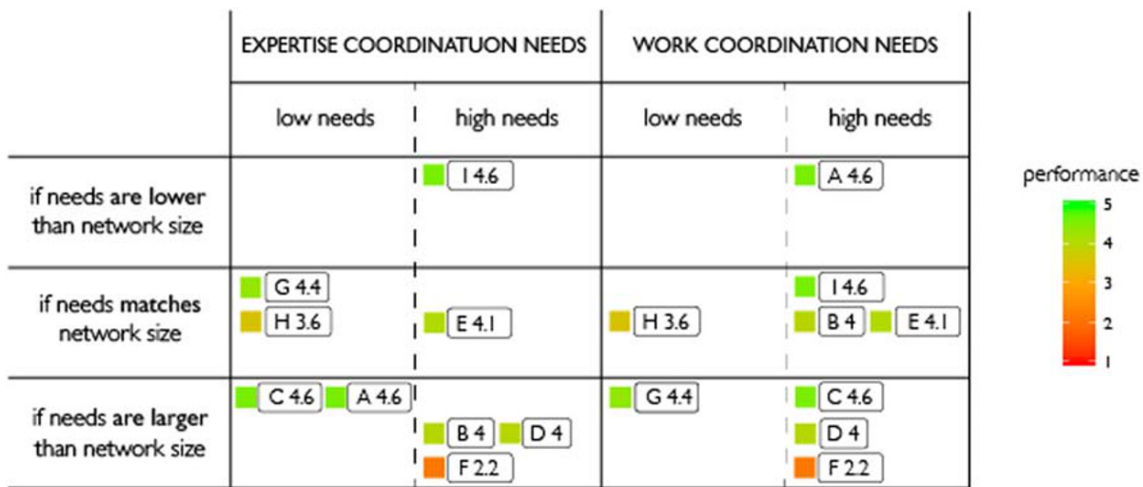 EXPERTISE COORDINATUON NEEDS WORK COORDINATION NEEDS
low needs high needs low needs high needs
if needs are lower
than network size
I 4.6 A 4.6
performance
5
4
3
2
1
if needs matches
network size
G 4.4 I 4.6
H 3.6 E 4.1 H 3.6 B 4 E 4.1
if needs are larger
than network size
C 4.6 A 4.6 G 4.4 C 4.6
B 4 D 4 D 4
F 2.2 F 2.2